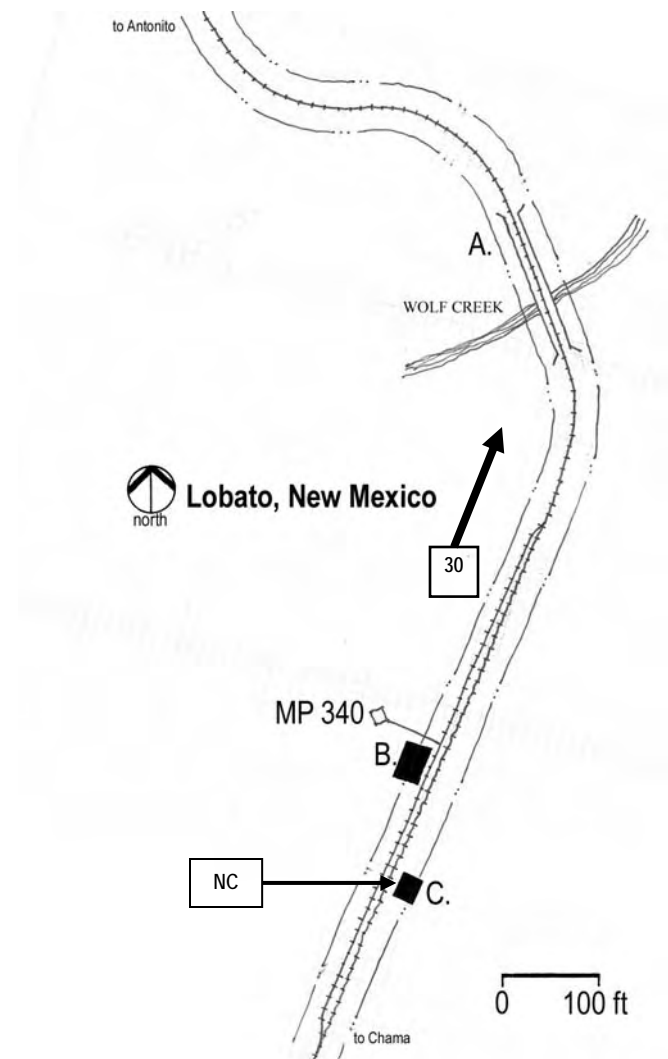 to Antonito
A.
WOLF CREEK
Lobato, New Mexico
north
30
MP 340
B.
NC
C.
0 100 ft
to Chama